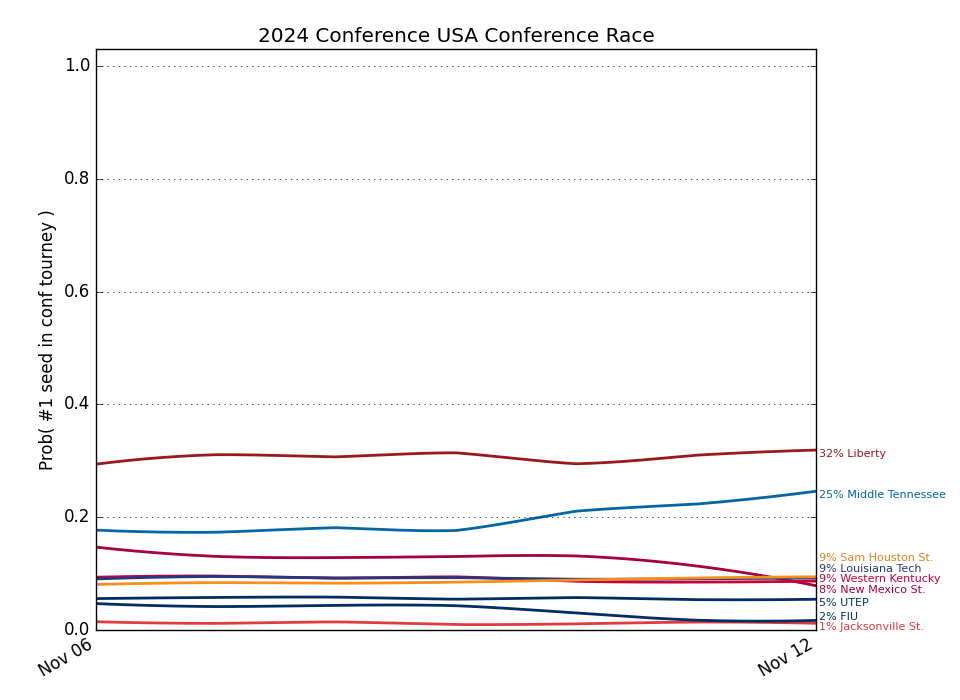 2024 Conference USA Conference Race
Prob( #1 seed in conf tourney )
1.0
0.8
0.6
0.4
0.2
0.0
32% Liberty
25% Middle Tennessee
9% Sam Houston St.
9% Louisiana Tech
9% Western Kentucky
8% New Mexico St.
5% UTEP
2% FIU
1% Jacksonville St.
Nov 06
Nov 12